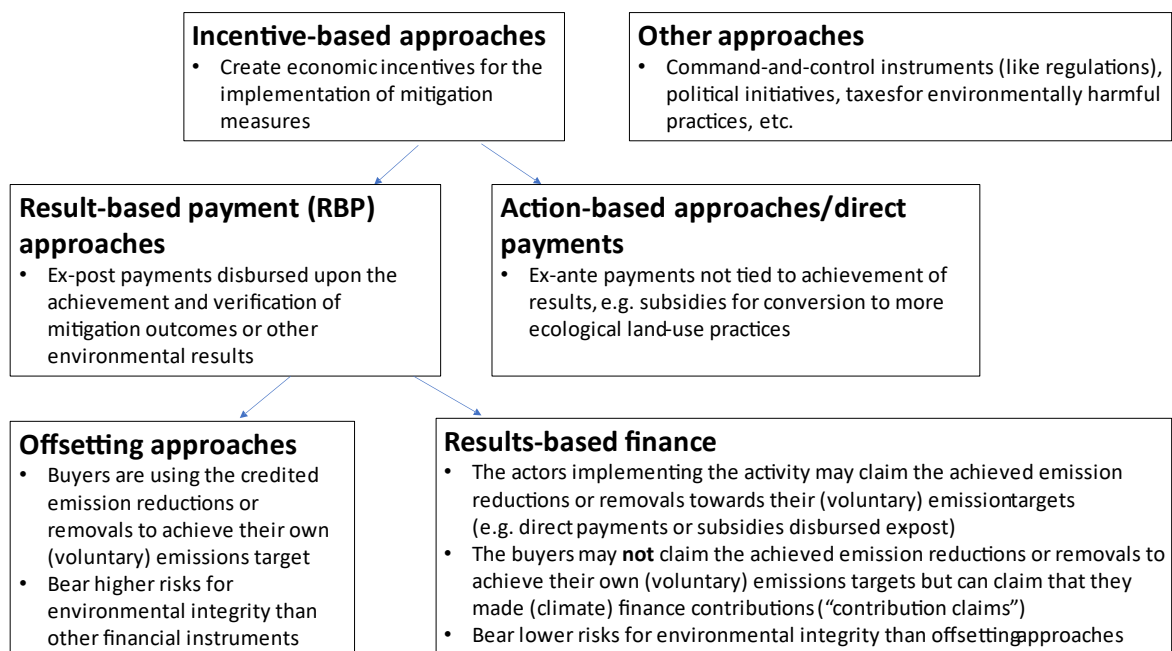 Incentive-based approaches
• Create economic incentives for the
implementation of mitigation
measures
Other approaches
• Command-and-control instruments (like regulations),
political initiatives, taxesfor environmentally harmful
practices, etc.
Result-based payment (RBP)
approaches
• Ex-post payments disbursed upon the
achievement and verification of
mitigation outcomes or other
environmental results
Action-based approaches/direct
payments
• Ex-ante payments not tied to achievement of
results, e.g. subsidies for conversion to more
ecological land-use practices
Offsetting approaches
• Buyers are using the credited
emission reductions or
removals to achieve their own
(voluntary) emissions target
• Bear higher risks for
environmental integrity than
other financial instruments
Results-based finance
• The actors implementing the activity may claim the achieved emission
reductions or removals towards their (voluntary) emissiontargets
(e.g. direct payments or subsidies disbursed ex-post)
• The buyers may not claim the achieved emission reductions or removals to
achieve their own (voluntary) emissions targets but can claim that they
made (climate) finance contributions (“contribution claims”)
• Bear lower risks for environmental integrity than offsetting approaches